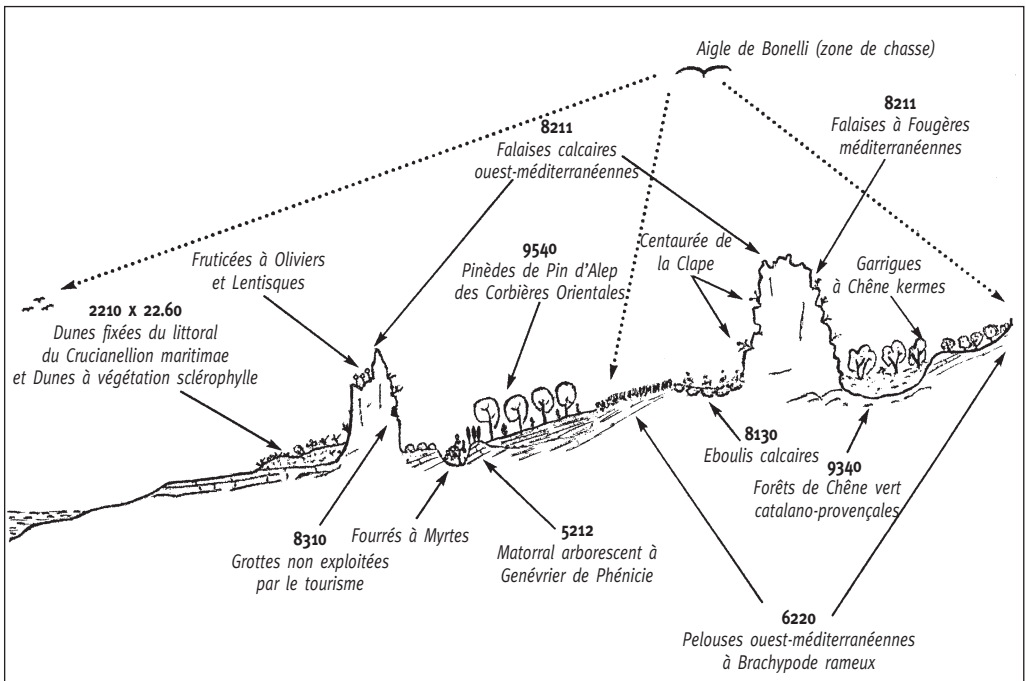 Aigle de Bonelli (zone de chasse)
8211
Falaises à Fougères
méditerranéennes
8211
Falaises calcaires
ouest-méditerranéennes
Fruticées à Oliviers
et Lentisques
9540
Pinèdes de Pin d'Alep
des Corbières Orientales
Centaurée de
la Clape
Garrigues
à Chêne kermes
2210 X 22.60
Dunes fixées du littoral
du Crucianellion maritimae
et Dunes à végétation sclérophylle
8130
Eboulis calcaires
9340
Forêts de Chêne vert
catalano-provençales
8310
Grottes non exploitées
par le tourisme
Fourrés à Myrtes
5212
Matorral arborescent à
Genévrier de Phénicie
6220
Pelouses ouest-méditerranéennes
à Brachypode rameux